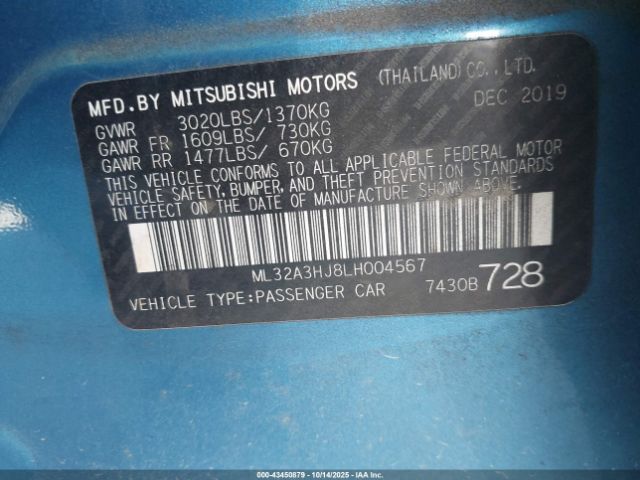 MFD.BY MITSUBISHI MOTORS (THAILAND)CO.,LTD.
DEC 2019
GVWR 3020LBS/1370KG
GAWR FR 1609LBS/ 730KG
GAWR RR 1477LBS/ 670KG
THIS VEHICLE CONFORMS TO ALL APPLICABLE FEDERAL MOTOR
VEHICLE SAFETY, BUMPER, AND THEFT PREVENTION STANDARDS
IN EFFECT ON THE DATE OF MANUFACTURE SHOWN ABOVE.
ML32A3HJ8LH004567
VEHICLE TYPE:PASSENGER CAR 7430B 728
000-43450879 | 10/14/2025 | IAAI.COM